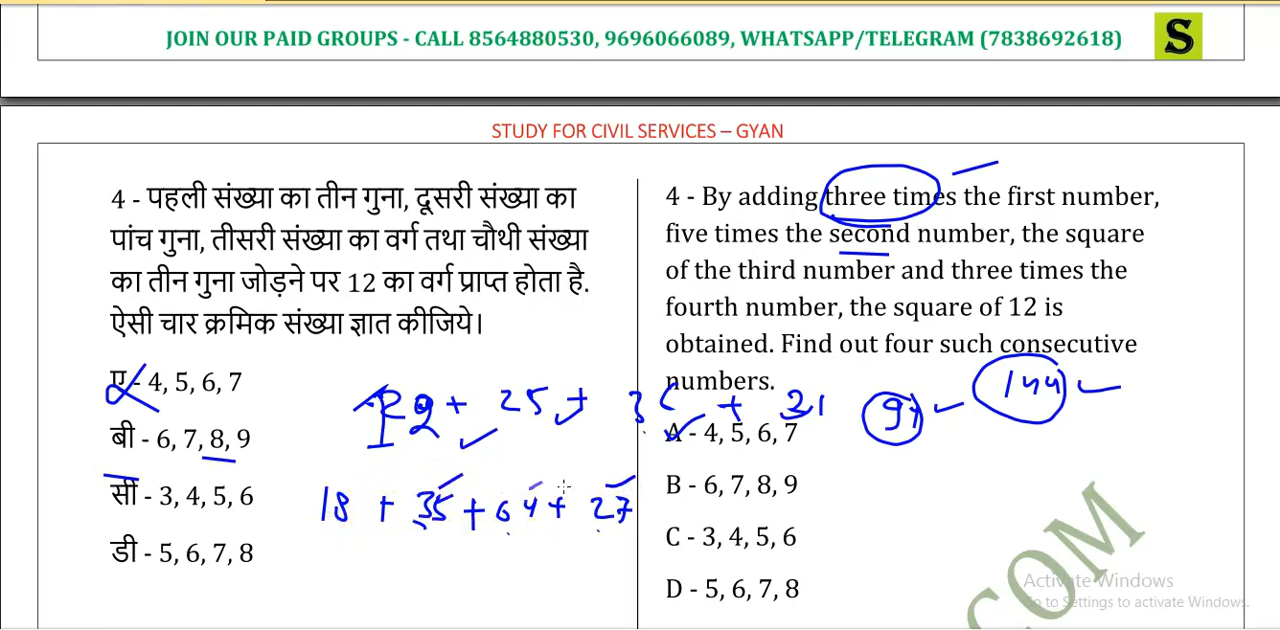 JOIN OUR PAID GROUPS - CALL 8564880530, 9696066089, WHATSAPP/TELEGRAM (7838692618)
S
STUDY FOR CIVIL SERVICES – GYAN
4 - पहली संख्या का तीन गुना, दूसरी संख्या का
पांच गुना, तीसरी संख्या का वर्ग तथा चौथी संख्या
का तीन गुना जोड़ने पर 12 का वर्ग प्राप्त होता है.
ऐसी चार क्रमिक संख्या ज्ञात कीजिये।
ए - 4, 5, 6, 7
बी - 6, 7, 8, 9
सी - 3, 4, 5, 6
डी - 5, 6, 7, 8
4 - By adding three times the first number,
five times the second number, the square
of the third number and three times the
fourth number, the square of 12 is
obtained. Find out four such consecutive
numbers.
A - 4, 5, 6, 7
B - 6, 7, 8, 9
C - 3, 4, 5, 6
D - 5, 6, 7, 8
+ 25 +
+
144
18 + 35 + 64 + 27
COM
Activate Windows
Go to Settings to activate Windows.